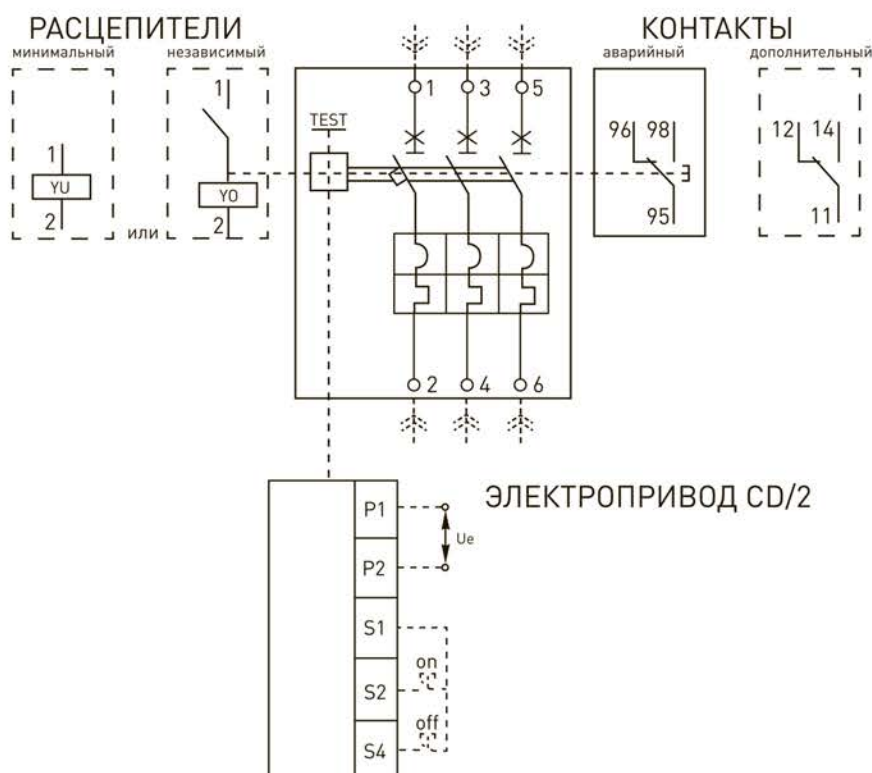 РАСЦЕПИТЕЛИ
КОНТАКТЫ
минимальный
независимый
аварийный
дополнительный
1
1 3 5
TEST
96 98
12 14
1
YU
YO
2
2
или
95
11
2 4 6
ЭЛЕКТРОПРИВОД CD/2
P1
Ue
P2
S1
on
S2
off
S4